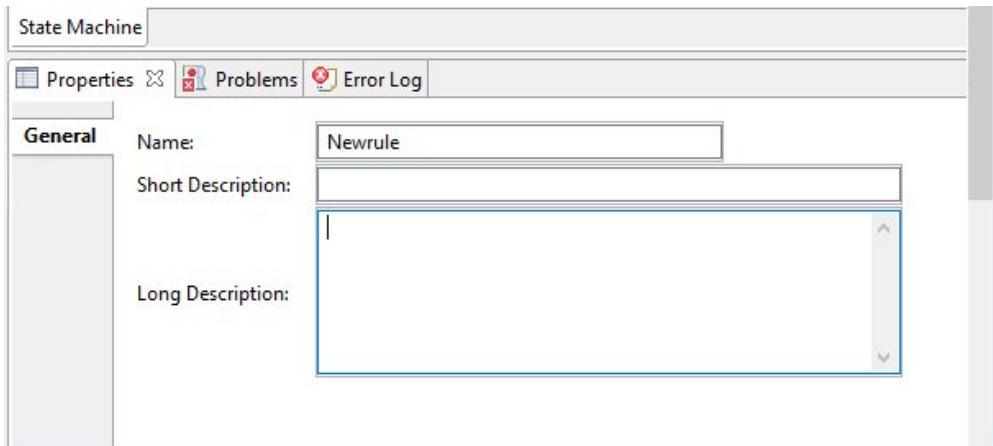 State Machine
Properties Problems Error Log
General
Name: Newrule
Short Description:
Long Description: